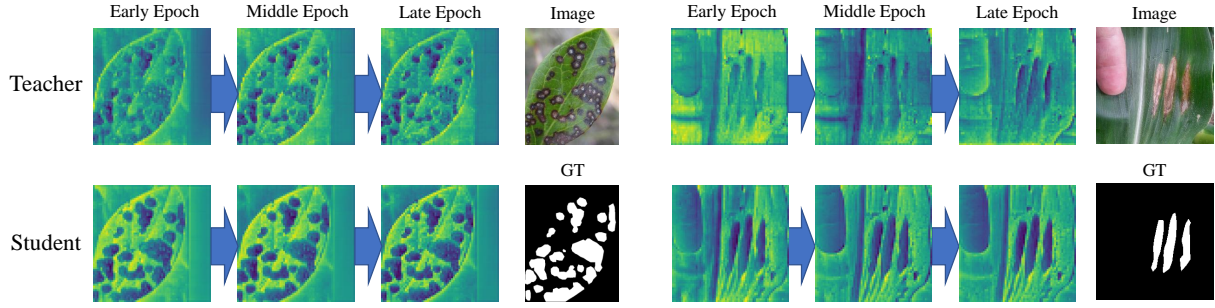 Early Epoch Middle Epoch Late Epoch Image Early Epoch Middle Epoch Late Epoch Image
Teacher
GT GT
Student